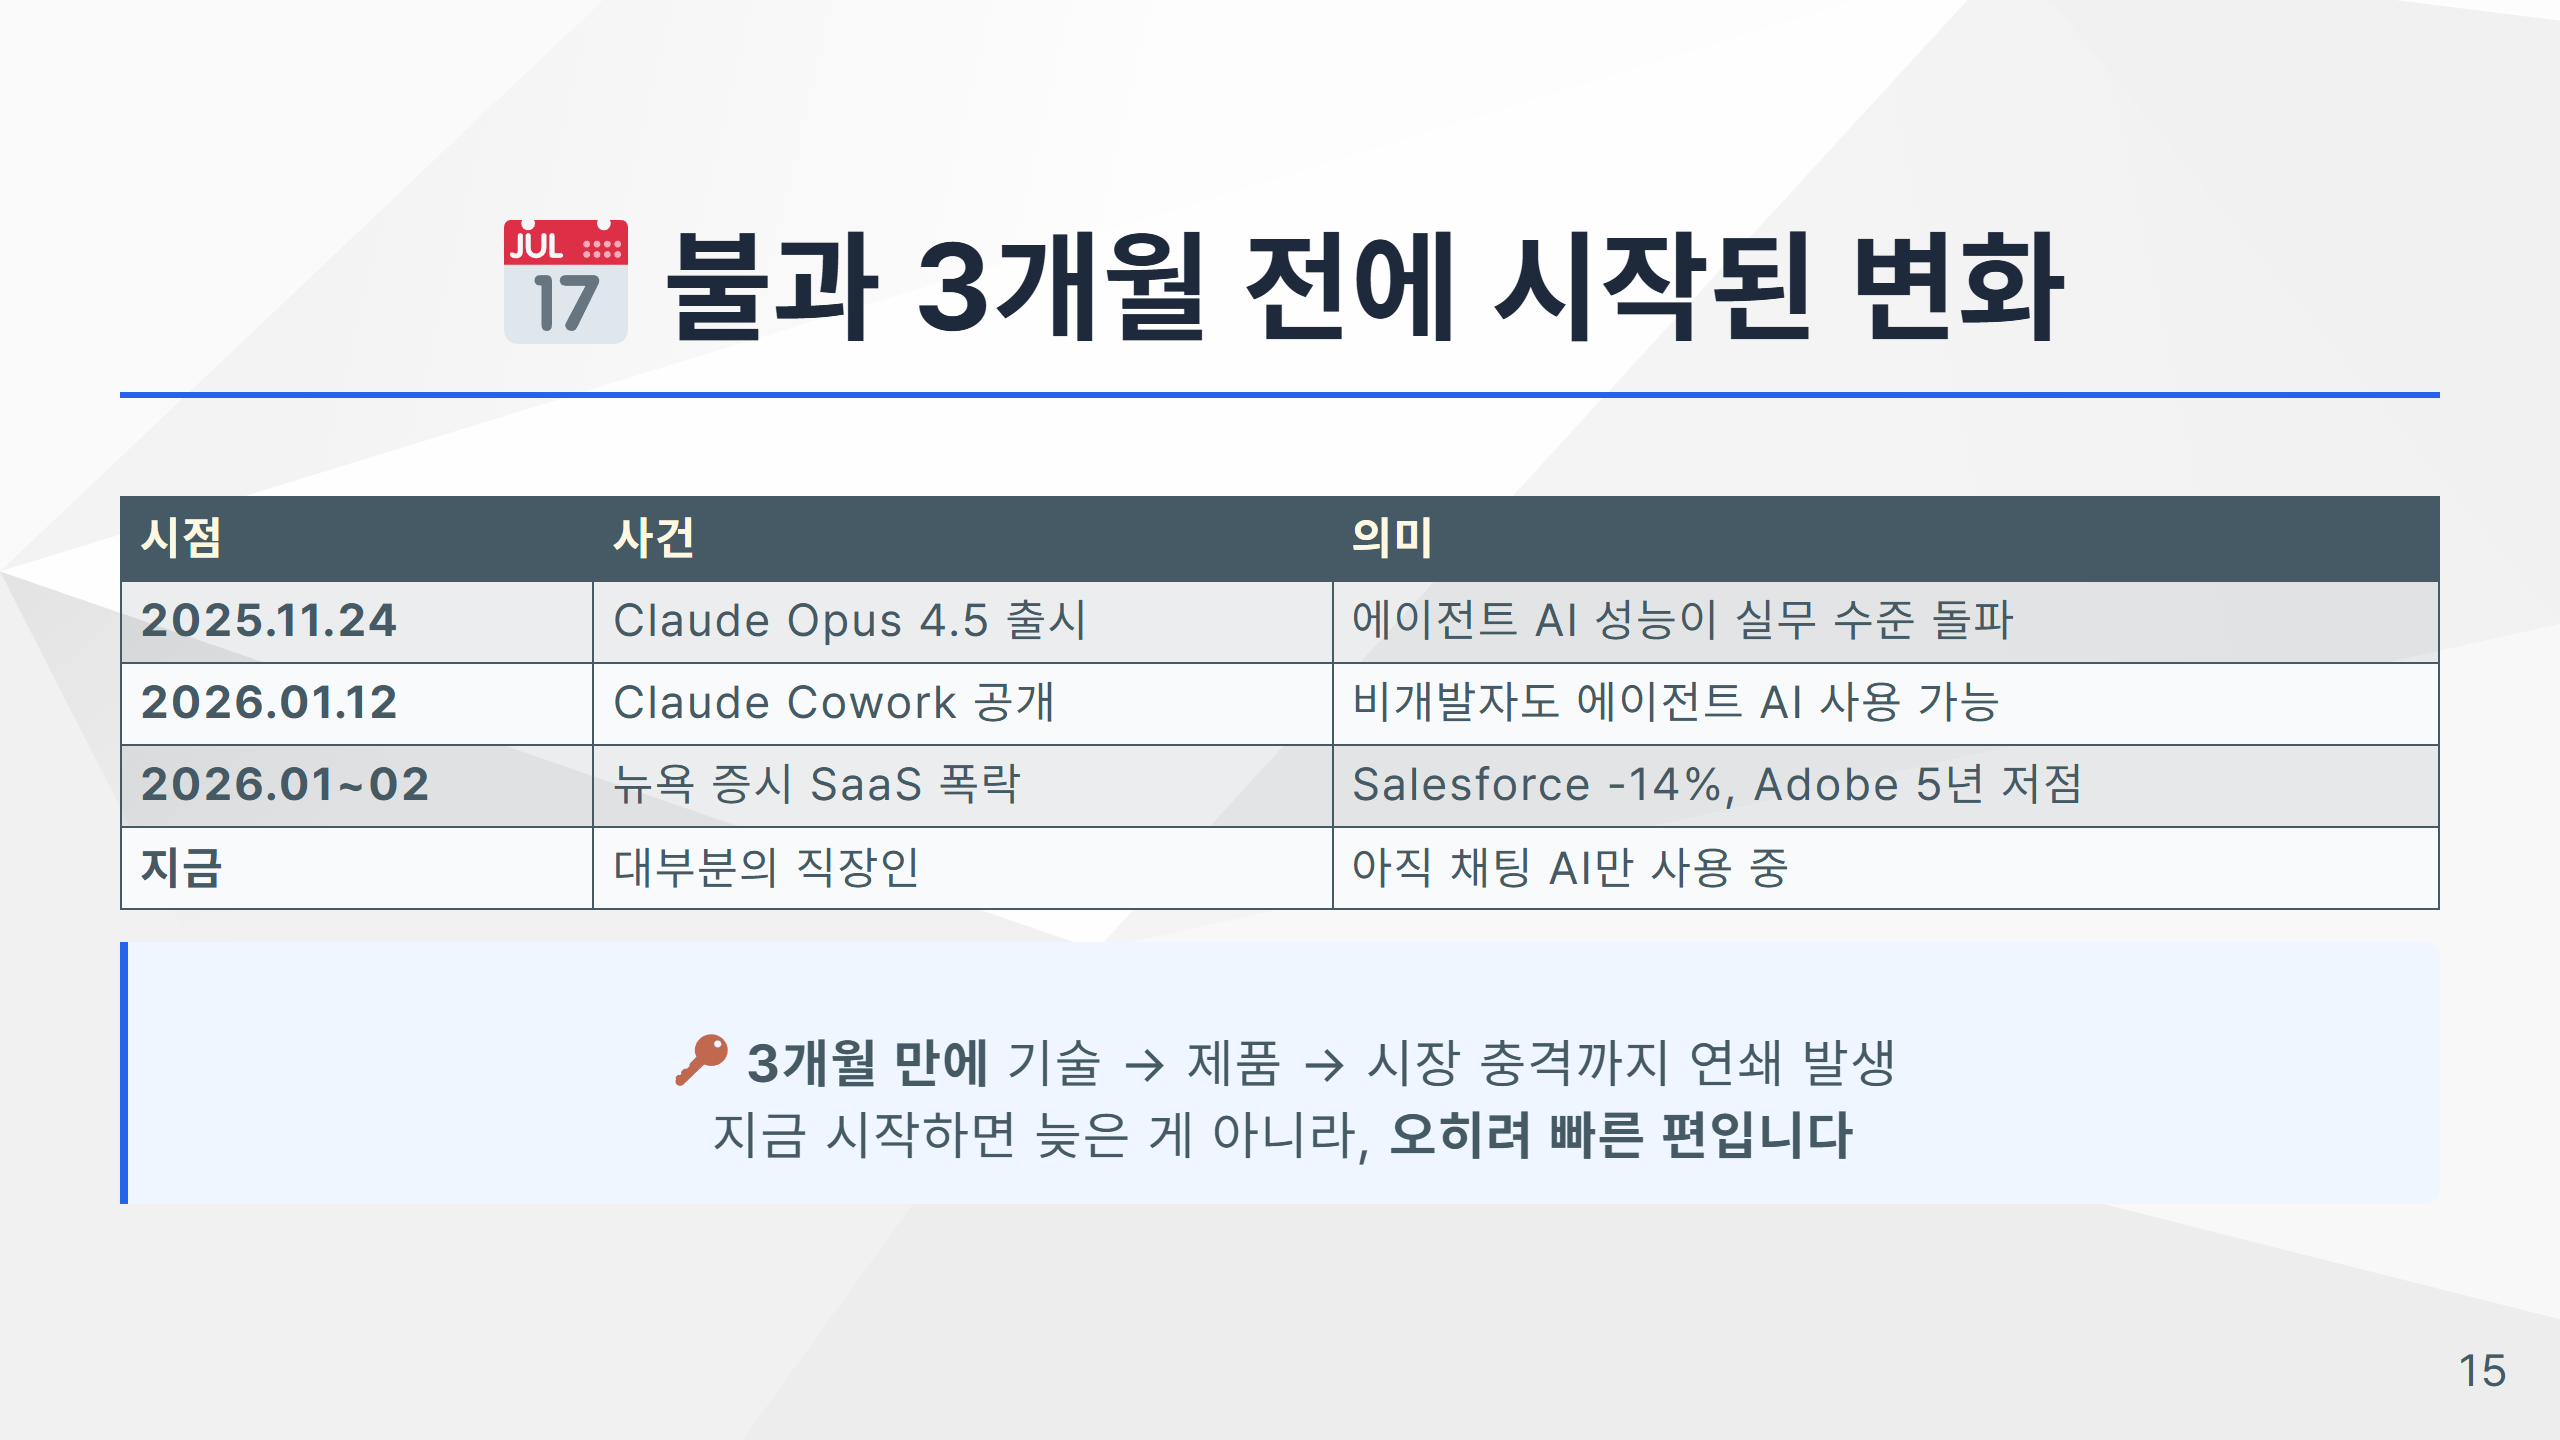 JUL
17
불과 3개월 전에 시작된 변화
시점 사건 의미
2025.11.24 Claude Opus 4.5 출시 에이전트 AI 성능이 실무 수준 돌파
2026.01.12 Claude Cowork 공개 비개발자도 에이전트 AI 사용 가능
2026.01~02 뉴욕 증시 SaaS 폭락 Salesforce -14%, Adobe 5년 저점
지금 대부분의 직장인 아직 채팅 AI만 사용 중
3개월 만에 기술 → 제품 → 시장 충격까지 연쇄 발생
지금 시작하면 늦은 게 아니라, 오히려 빠른 편입니다
15